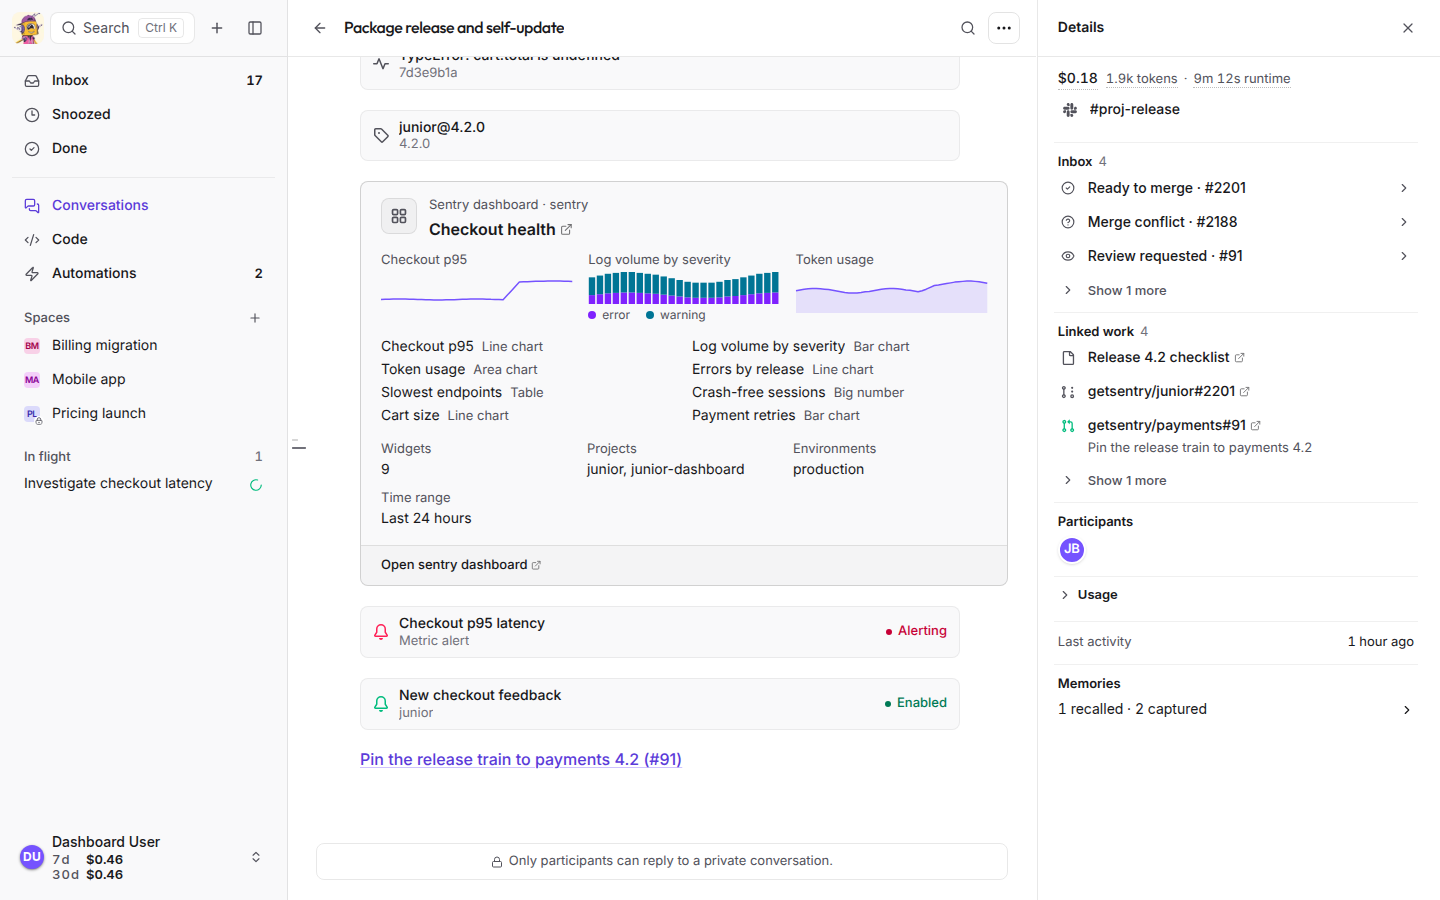 Search Ctrl K
Inbox 17
Snoozed
Done
Conversations
Code
Automations 2
Spaces
BM Billing migration
MA Mobile app
PL Pricing launch
In flight 1
Investigate checkout latency
DU Dashboard User
7d $0.46
30d $0.46
Package release and self-update
TypeError: cart.total is undefined
7d3e9b1a
junior@4.2.0
4.2.0
Sentry dashboard · sentry
Checkout health
Checkout p95
Log volume by severity
Token usage
error warning
Checkout p95 Line chart
Log volume by severity Bar chart
Token usage Area chart
Errors by release Line chart
Slowest endpoints Table
Crash-free sessions Big number
Cart size Line chart
Payment retries Bar chart
Widgets
9
Projects
junior, junior-dashboard
Environments
production
Time range
Last 24 hours
Open sentry dashboard
Checkout p95 latency
Metric alert
Alerting
New checkout feedback
junior
Enabled
Pin the release train to payments 4.2 (#91)
Only participants can reply to a private conversation.
Details
$0.18 1.9k tokens · 9m 12s runtime
#proj-release
Inbox 4
Ready to merge · #2201
Merge conflict · #2188
Review requested · #91
Show 1 more
Linked work 4
Release 4.2 checklist
getsentry/junior#2201
getsentry/payments#91
Pin the release train to payments 4.2
Show 1 more
Participants
JB
Usage
Last activity 1 hour ago
Memories
1 recalled · 2 captured